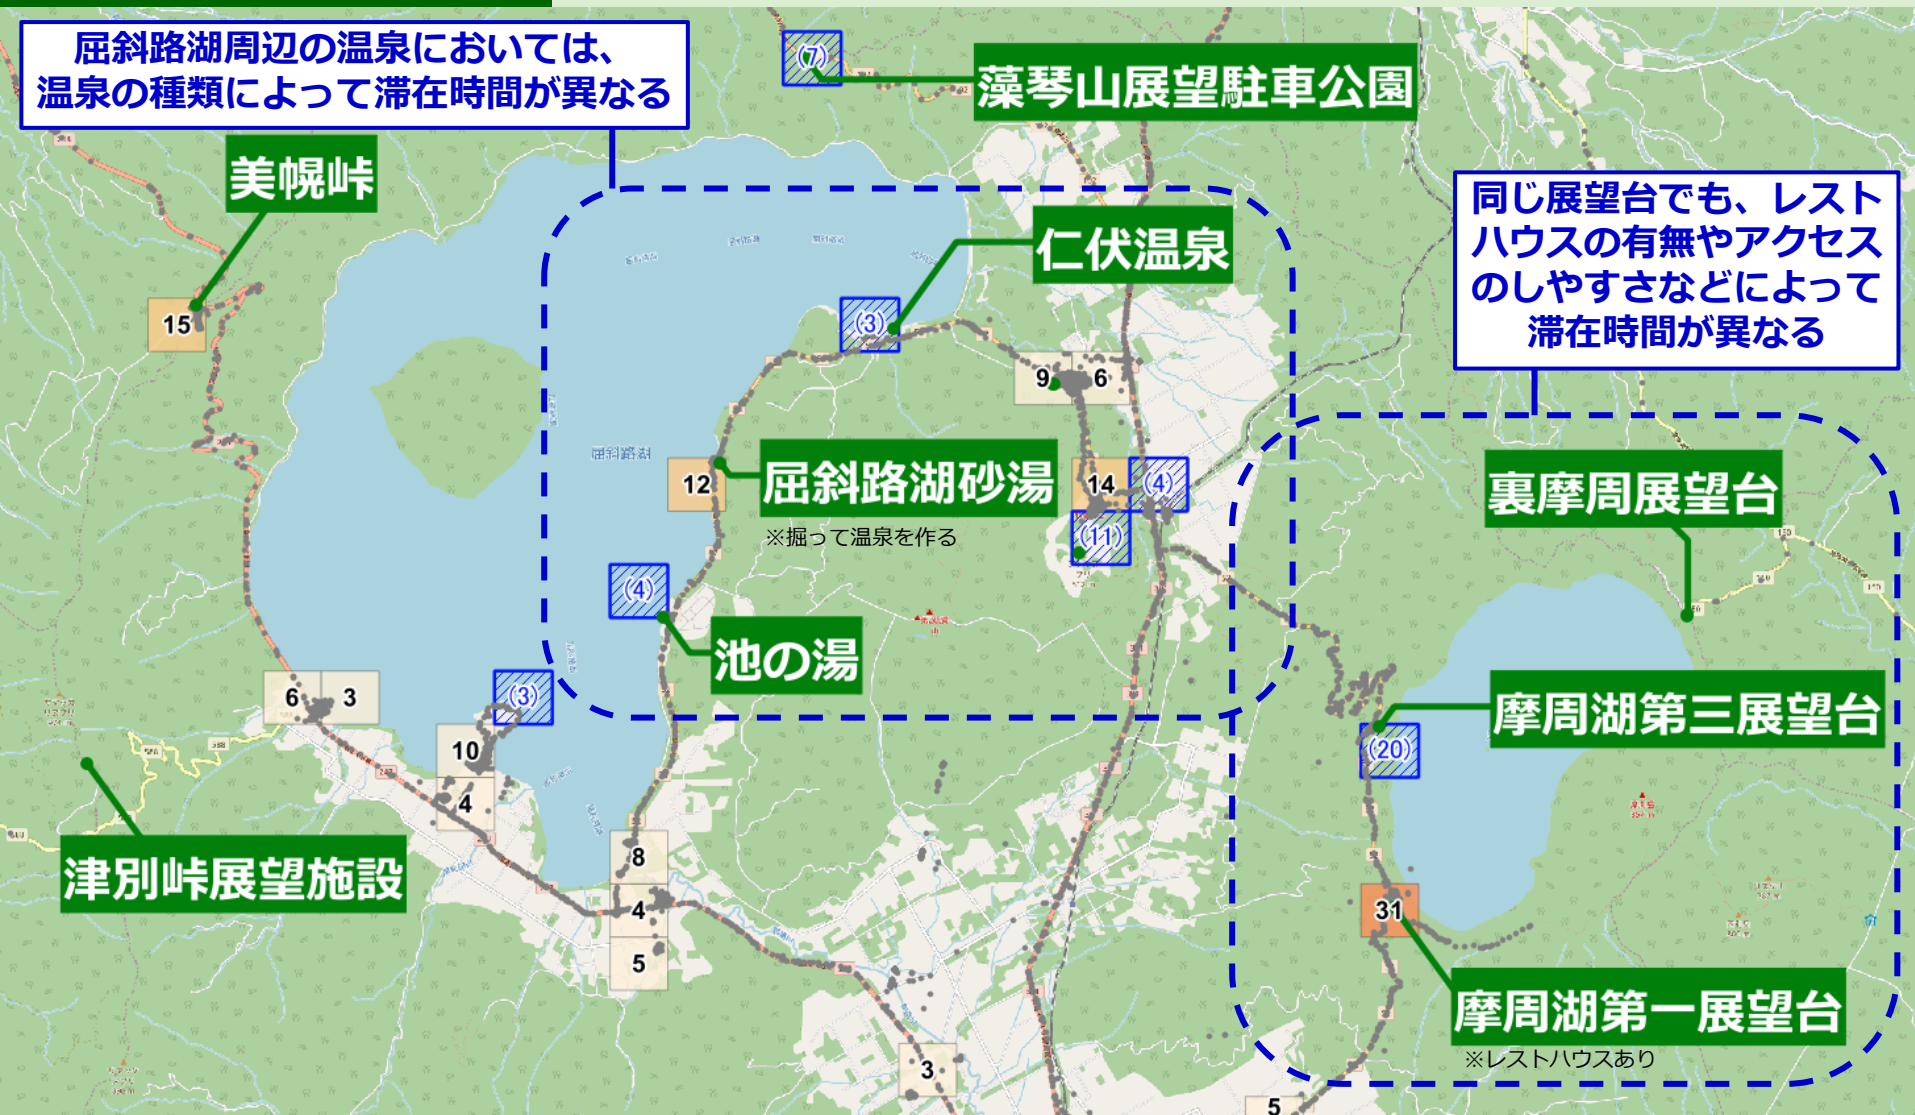 屈斜路湖周辺の温泉においては、
温泉の種類によって滞在時間が異なる
(7)
藻琴山展望駐車公園
美幌峠
同じ展望台でも、レスト
ハウスの有無やアクセス
のしやすさなどによって
滞在時間が異なる
仁伏温泉
15
(3)
9
6
屈斜路湖
12
屈斜路湖砂湯
※掘って温泉を作る
14
(4)
(11)
裏摩周展望台
(4)
池の湯
6
3
(3)
10
4
摩周湖第三展望台
(20)
津別峠展望施設
8
4
5
31
摩周湖第一展望台
※レストハウスあり
3
5